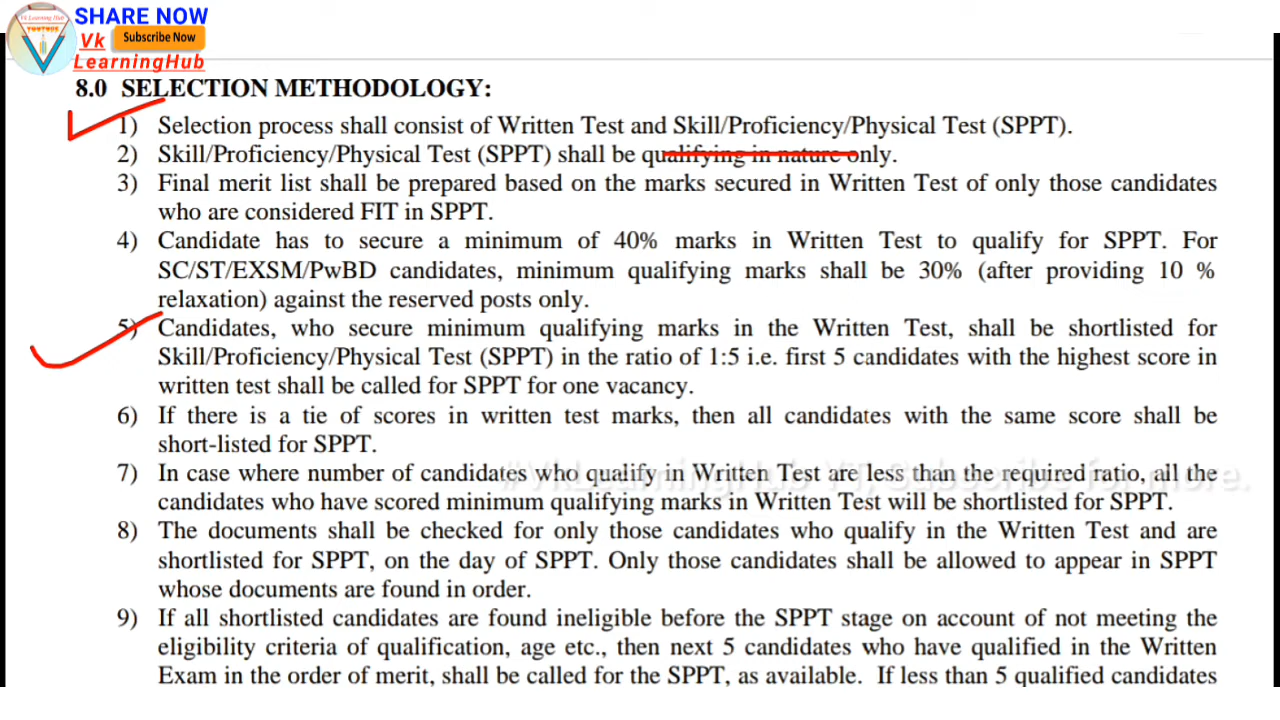 Vk Learning Hub
SHARE NOW
Vk Subscribe Now
LearningHub
8.0 SELECTION METHODOLOGY:
1) Selection process shall consist of Written Test and Skill/Proficiency/Physical Test (SPPT).
2) Skill/Proficiency/Physical Test (SPPT) shall be qualifying in nature only.
3) Final merit list shall be prepared based on the marks secured in Written Test of only those candidates
who are considered FIT in SPPT.
4) Candidate has to secure a minimum of 40% marks in Written Test to qualify for SPPT. For
SC/ST/EXSM/PwBD candidates, minimum qualifying marks shall be 30% (after providing 10 %
relaxation) against the reserved posts only.
5) Candidates, who secure minimum qualifying marks in the Written Test, shall be shortlisted for
Skill/Proficiency/Physical Test (SPPT) in the ratio of 1:5 i.e. first 5 candidates with the highest score in
written test shall be called for SPPT for one vacancy.
6) If there is a tie of scores in written test marks, then all candidates with the same score shall be
short-listed for SPPT.
7) In case where number of candidates who qualify in Written Test are less than the required ratio, all the
#VkLearningHub YT, Subscribe for more.
candidates who have scored minimum qualifying marks in Written Test will be shortlisted for SPPT.
8) The documents shall be checked for only those candidates who qualify in the Written Test and are
shortlisted for SPPT, on the day of SPPT. Only those candidates shall be allowed to appear in SPPT
whose documents are found in order.
9) If all shortlisted candidates are found ineligible before the SPPT stage on account of not meeting the
eligibility criteria of qualification, age etc., then next 5 candidates who have qualified in the Written
Exam in the order of merit, shall be called for the SPPT, as available. If less than 5 qualified candidates